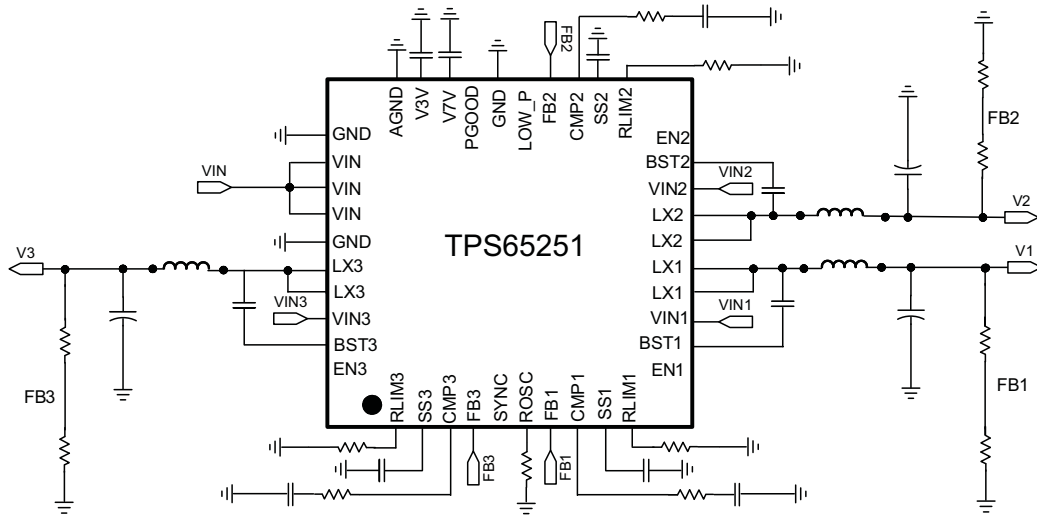 FB2
AGND
V3V
V7V
PGOOD
GND
LOW_P
FB2
CMP2
SS2
RLIM2
GND
VIN
VIN
VIN
VIN
GND
V3
LX3
LX3
VIN3
VIN3
BST3
EN3
FB3
TPS65251
EN2
BST2
VIN2
VIN2
LX2
LX2
V2
FB2
LX1
LX1
V1
VIN1
VIN1
BST1
EN1
FB1
RLIM3
SS3
CMP3
FB3
SYNC
ROSC
FB1
CMP1
SS1
RLIM1
FB3
FB1